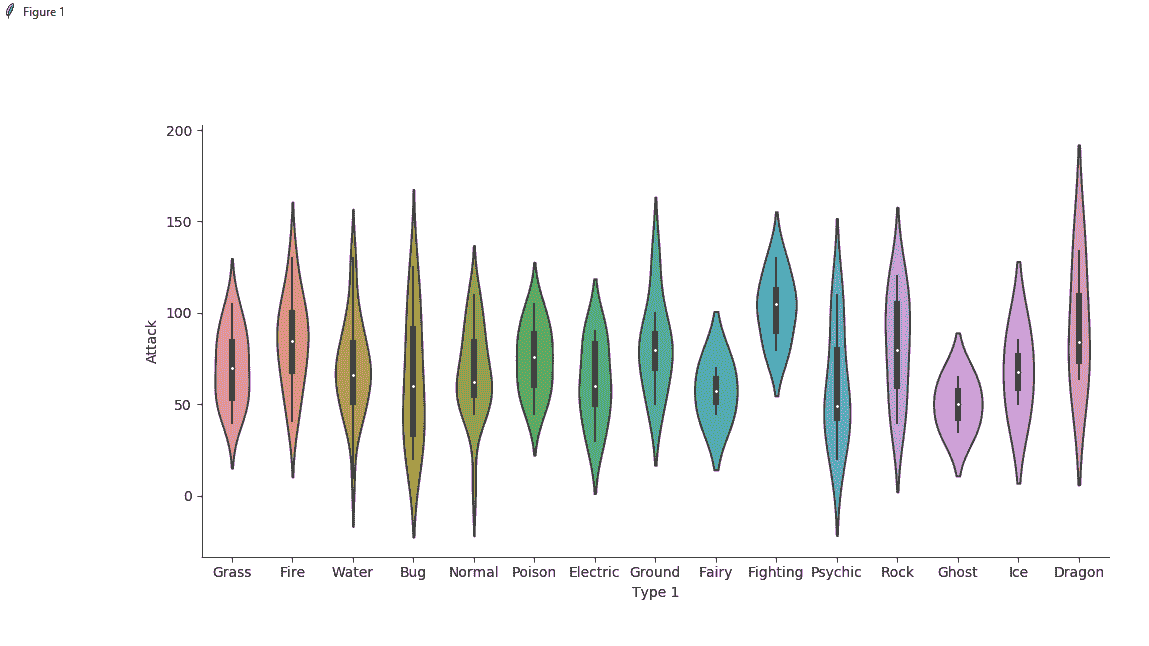 Figure 1
200
150
100
50
0
Attack
Grass Fire Water Bug Normal Poison Electric Ground Fairy Fighting Psychic Rock Ghost Ice Dragon
Type 1